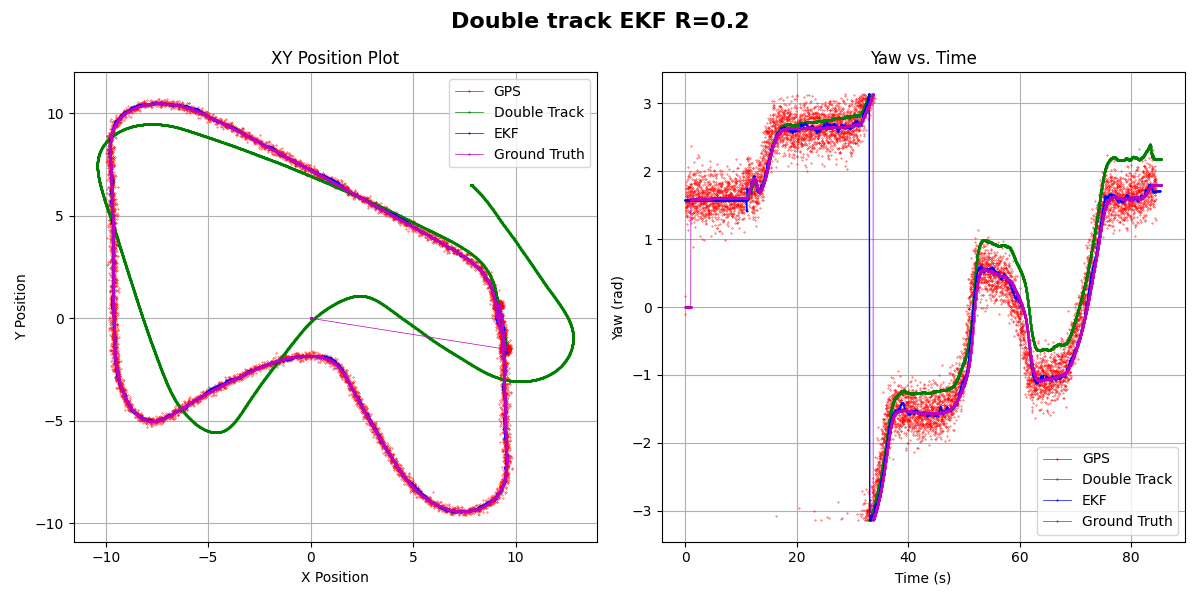 Double track EKF R=0.2
XY Position Plot
GPS
Double Track
EKF
Ground Truth
10
5
0
−5
−10
Y Position
−10
−5
0
5
10
X Position
Yaw vs. Time
3
2
1
0
−1
−2
−3
Yaw (rad)
GPS
Double Track
EKF
Ground Truth
0
20
40
60
80
Time (s)